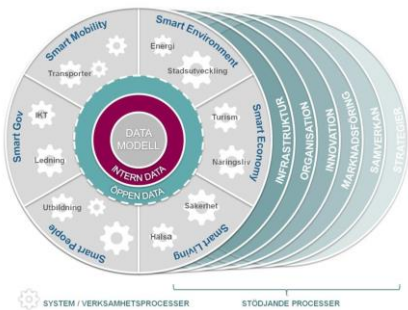 Smart Mobility
Smart Environment
Energi
Transporter
Stadsutveckling
Smart Gov
IKT
Turism
Smart Economy
DATA
MODELL
INTERN DATA
ÖPPEN DATA
Ledning
Näringsliv
Utbildning
Säkerhet
Hälsa
Smart People
Smart Living
INFRASTRUKTUR
ORGANISATION
INNOVATION
MARKNADSFÖRING
SAMVERKAN
STRATEGIER
SYSTEM / VERKSAMHETSPROCESSER
STÖDJANDE PROCESSER